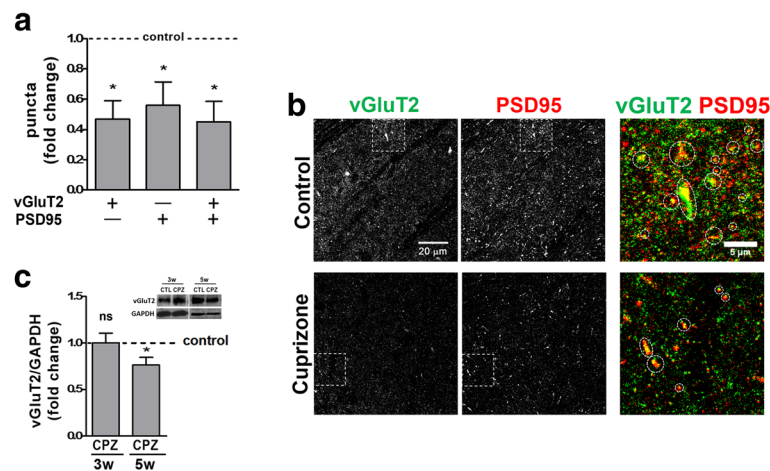 a
control
1.0
0.8
0.6
0.4
0.2
0.0
puncta
(fold change)
* * *
vGluT2 + — +
PSD95 — + +
b
vGluT2 PSD95 vGluT2 PSD95
Control
20 µm
5 µm
Cuprizone
c
3w 5w
CTL CPZ CTL CPZ
vGluT2
GAPDH
1.5
1.0
0.5
0.0
vGluT2/GAPDH
(fold change)
ns
*
control
CPZ CPZ
3w 5w